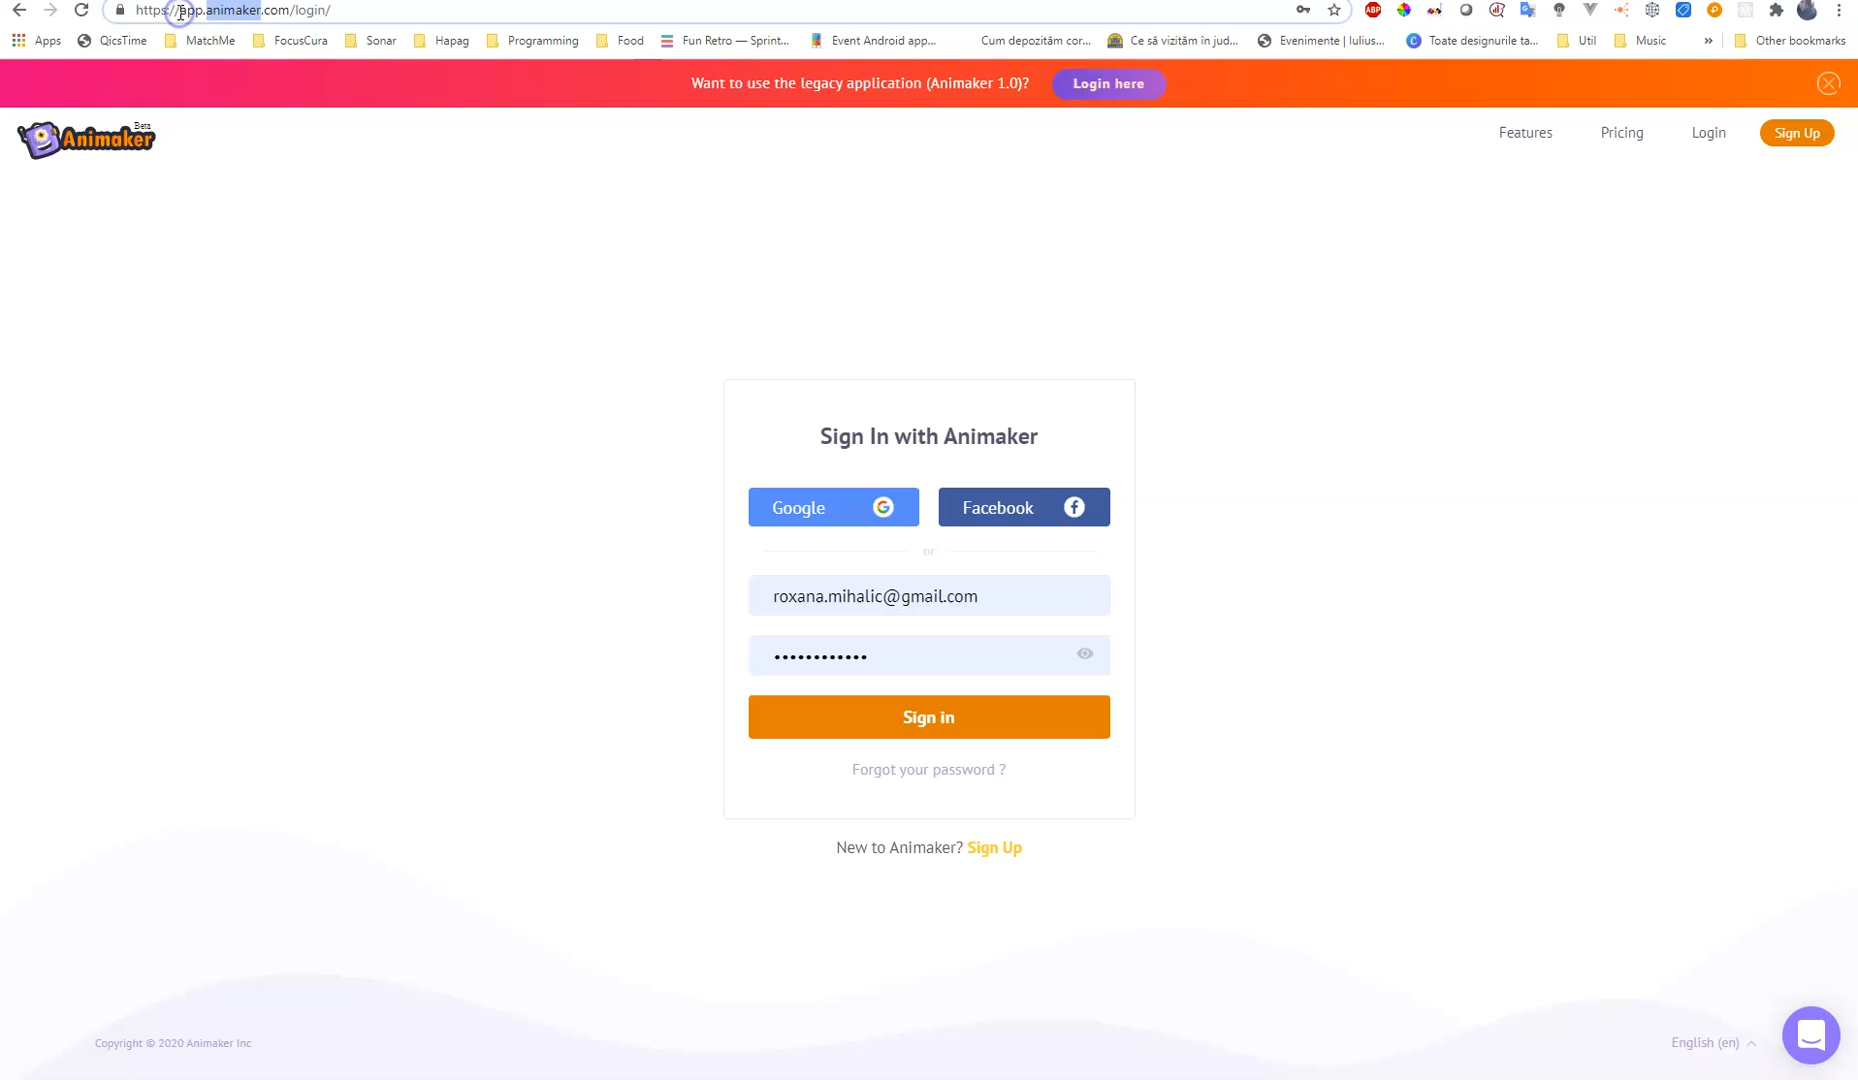 https://app.animaker.com/login/
ABP
Apps QicsTime MatchMe FocusCura Sonar Hapag Programming Food Fun Retro — Sprint... Event Android app... Cum depozităm cor... Ce să vizităm în jud... Evenimente | Iulius... Toate designurile ta... Util Music » Other bookmarks
Want to use the legacy application (Animaker 1.0)? Login here
Beta
Animaker
Features Pricing Login Sign Up
Sign In with Animaker
Google Facebook
or
roxana.mihalic@gmail.com
••••••••••••
Sign in
Forgot your password ?
New to Animaker? Sign Up
Copyright © 2020 Animaker Inc
English (en)